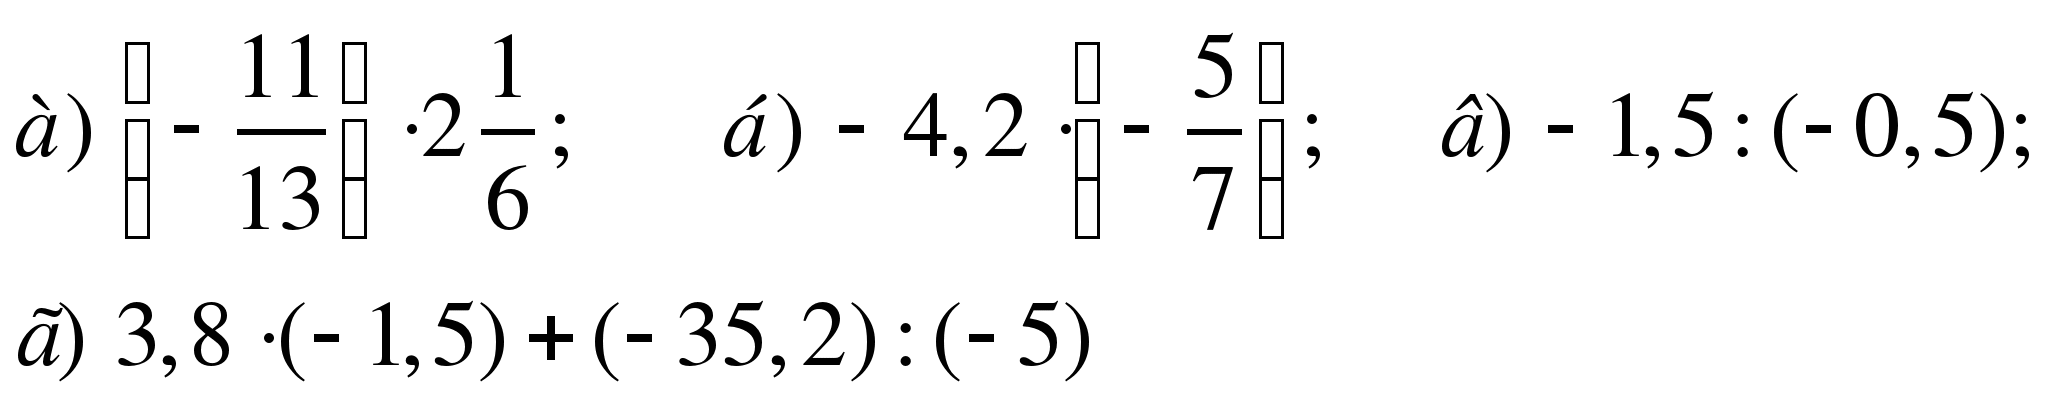 à) (- 11/13) · 2 1/6; á) - 4,2 · (- 5/7); â) - 1,5 : (- 0,5);
ã) 3,8 · (- 1,5) + (- 35,2) : (- 5)